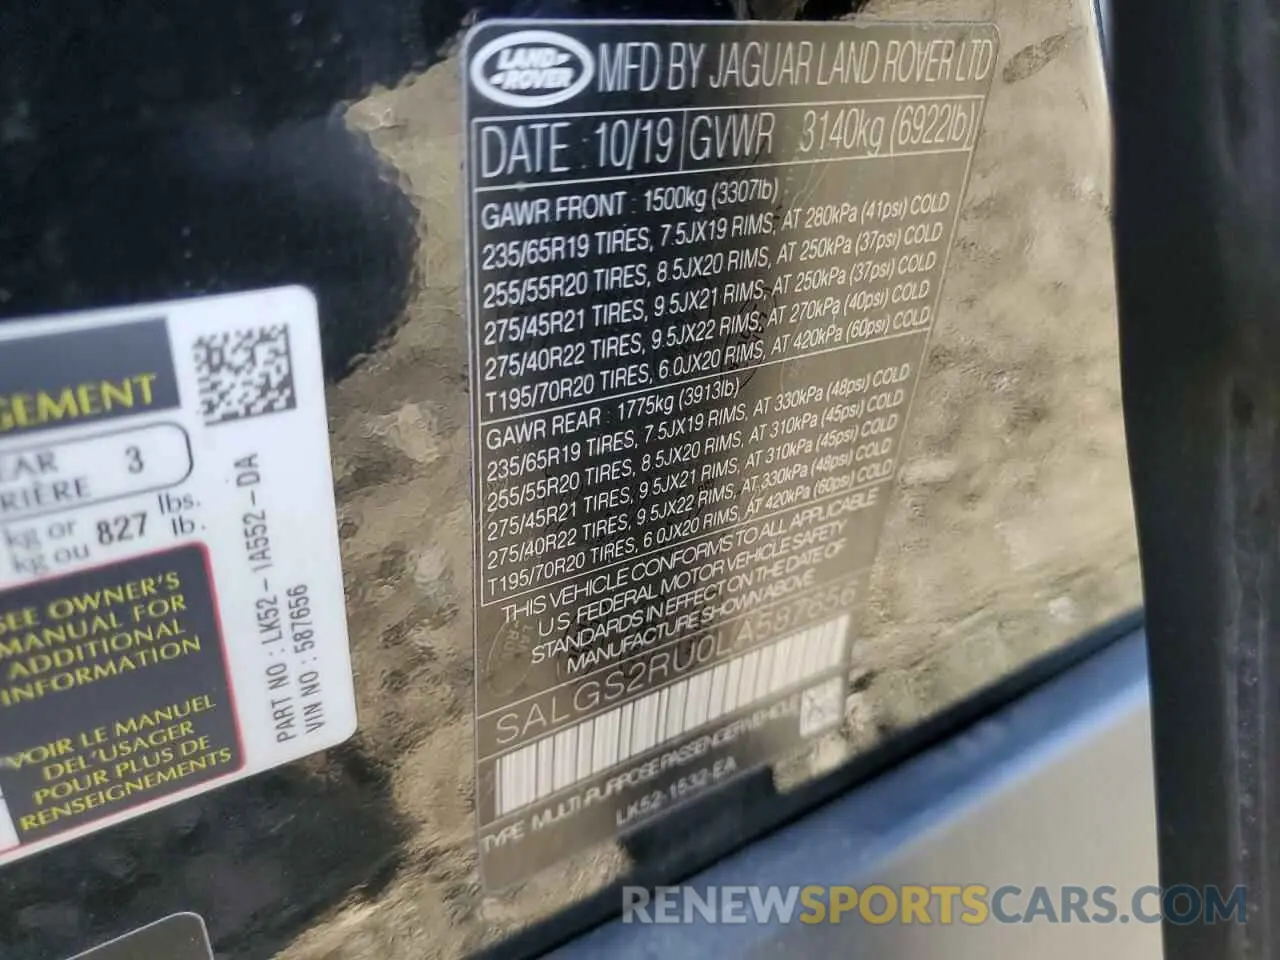 LAND ROVER
MFD BY JAGUAR LAND ROVER LTD
DATE : 10/19 GVWR 3140kg (6922lb)
GAWR FRONT : 1500kg (3307lb)
235/65R19 TIRES, 7.5JX19 RIMS, AT 280kPa (41psi) COLD
255/55R20 TIRES, 8.5JX20 RIMS, AT 250kPa (37psi) COLD
275/45R21 TIRES, 9.5JX21 RIMS, AT 250kPa (37psi) COLD
275/40R22 TIRES, 9.5JX22 RIMS, AT 270kPa (40psi) COLD
T195/70R20 TIRES, 6.0JX20 RIMS, AT 420kPa (60psi) COLD
GAWR REAR : 1775kg (3913lb)
235/65R19 TIRES, 7.5JX19 RIMS, AT 330kPa (48psi) COLD
255/55R20 TIRES, 8.5JX20 RIMS, AT 310kPa (45psi) COLD
275/45R21 TIRES, 9.5JX21 RIMS, AT 310kPa (45psi) COLD
275/40R22 TIRES, 9.5JX22 RIMS, AT 330kPa (48psi) COLD
T195/70R20 TIRES, 6.0JX20 RIMS, AT 420kPa (60psi) COLD
THIS VEHICLE CONFORMS TO ALL APPLICABLE
U.S. FEDERAL MOTOR VEHICLE SAFETY
STANDARDS IN EFFECT ON THE DATE OF
MANUFACTURE SHOWN ABOVE
SALGS2RU0LA587656
TYPE MULTI PURPOSE PASSENGER VEHICLE
LK52-1532-EA
GEMENT
EAR 3
RIÈRE
kg or 827 lbs.
kg ou lb.
SEE OWNER'S
MANUAL FOR
ADDITIONAL
INFORMATION
VOIR LE MANUEL
DE L'USAGER
POUR PLUS DE
RENSEIGNEMENTS
PART NO : LK52-1A552-DA
VIN NO : 587656
RENEWSPORTSCARS.COM